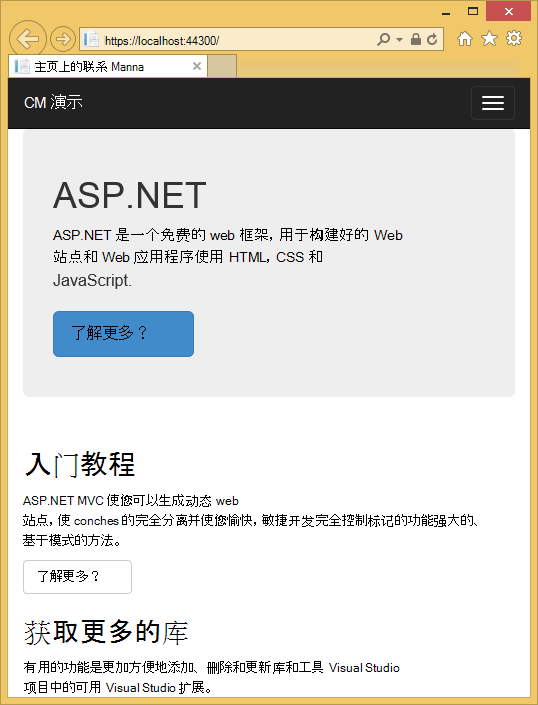 https://localhost:44300/
主页上的联系 Manna
CM 演示
ASP.NET
ASP.NET 是一个免费的 web 框架，用于构建好的 Web
站点和 Web 应用程序使用 HTML，CSS 和
JavaScript.
了解更多？
入门教程
ASP.NET MVC 使您可以生成动态 web
站点，使 conches 的完全分离并使您愉快，敏捷开发完全控制标记的功能强大的、
基于模式的方法。
了解更多？
获取更多的库
有用的功能是更加方便地添加、删除和更新库和工具 Visual Studio
项目中的可用 Visual Studio 扩展。